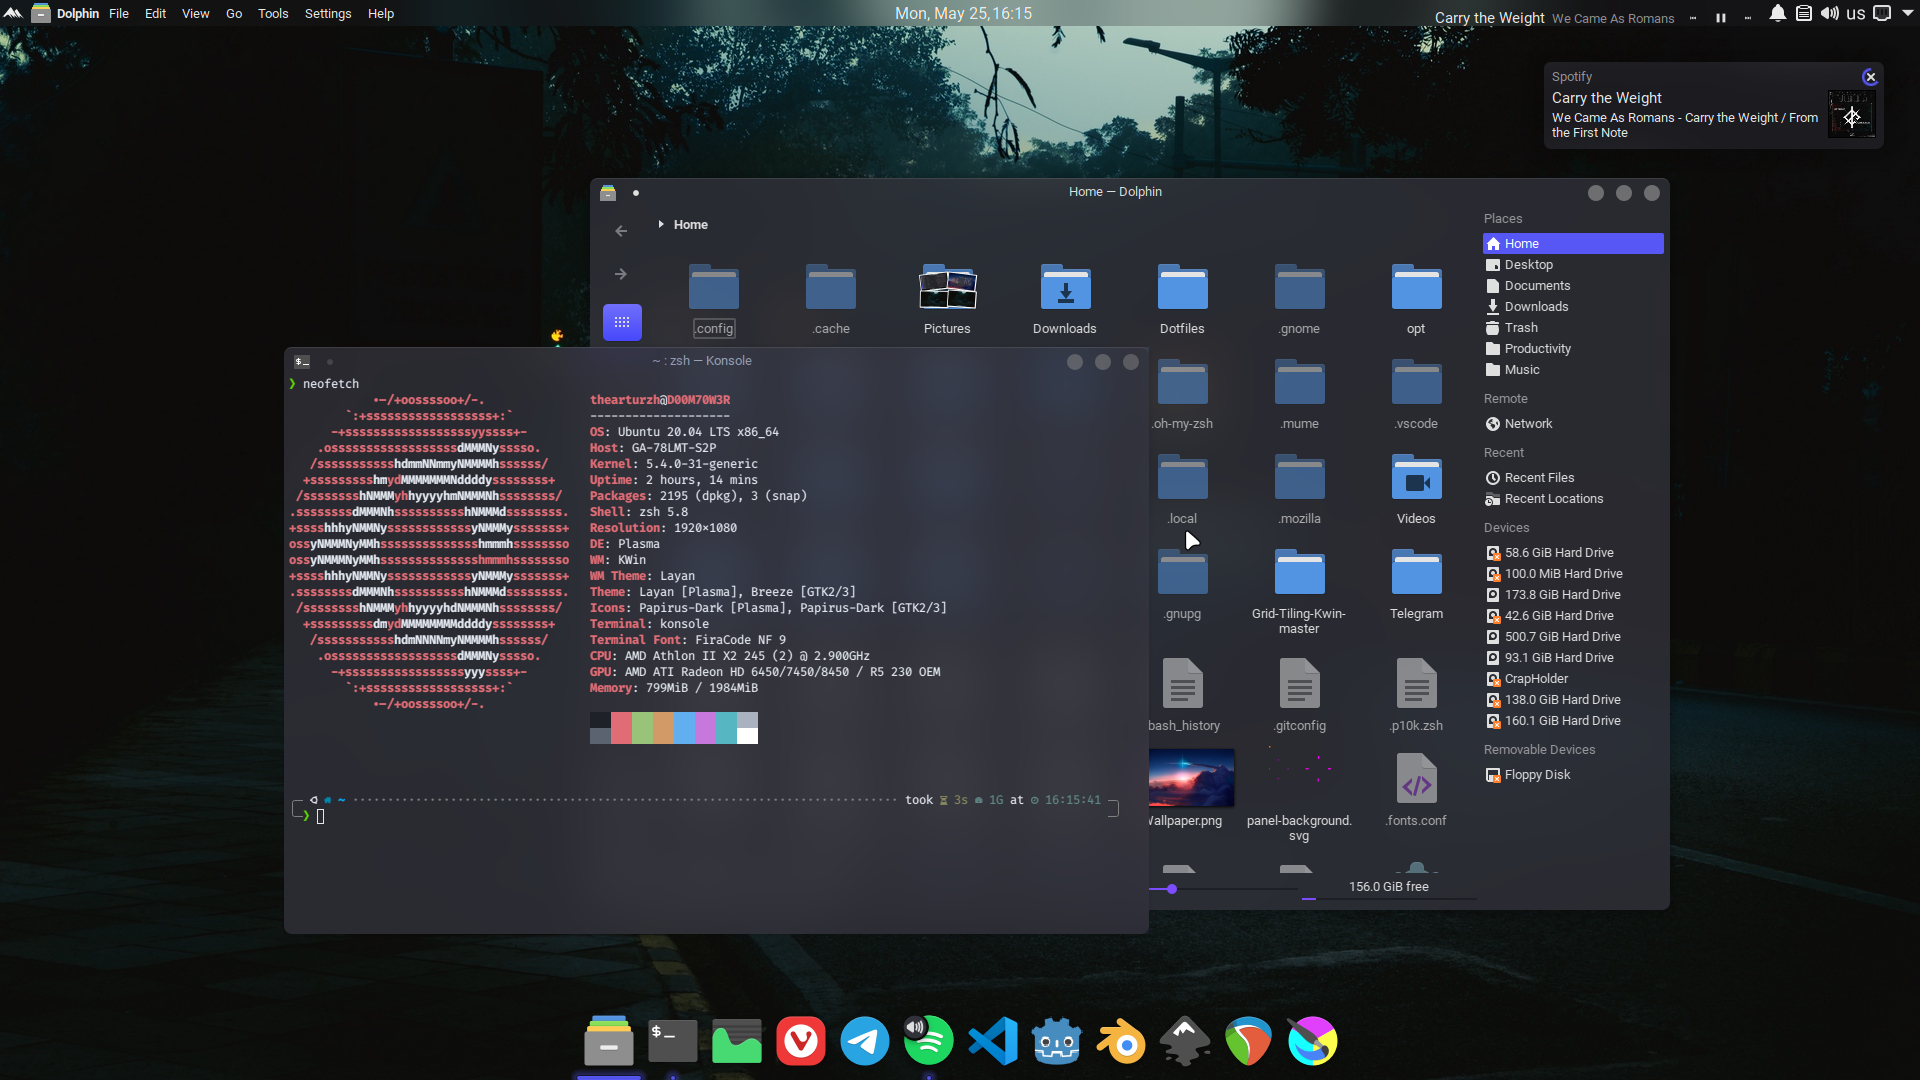 Dolphin File Edit View Go Tools Settings Help
Mon, May 25, 16:15
Carry the Weight We Came As Romans
us
Spotify
Carry the Weight
We Came As Romans - Carry the Weight / From
the First Note
Home — Dolphin
Home
.config .cache Pictures Downloads Dotfiles .gnome opt
.oh-my-zsh .mume .vscode
.local .mozilla Videos
.gnupg Grid-Tiling-Kwin-master Telegram
bash_history .gitconfig .p10k.zsh
Wallpaper.png panel-background.svg .fonts.conf
156.0 GiB free
Places
Home
Desktop
Documents
Downloads
Trash
Productivity
Music
Remote
Network
Recent
Recent Files
Recent Locations
Devices
58.6 GiB Hard Drive
100.0 MiB Hard Drive
173.8 GiB Hard Drive
42.6 GiB Hard Drive
500.7 GiB Hard Drive
93.1 GiB Hard Drive
CrapHolder
138.0 GiB Hard Drive
160.1 GiB Hard Drive
Removable Devices
Floppy Disk
~ : zsh — Konsole
❯ neofetch
thearturzh@D00M70W3R
--------------------
OS: Ubuntu 20.04 LTS x86_64
Host: GA-78LMT-S2P
Kernel: 5.4.0-31-generic
Uptime: 2 hours, 14 mins
Packages: 2195 (dpkg), 3 (snap)
Shell: zsh 5.8
Resolution: 1920×1080
DE: Plasma
WM: KWin
WM Theme: Layan
Theme: Layan [Plasma], Breeze [GTK2/3]
Icons: Papirus-Dark [Plasma], Papirus-Dark [GTK2/3]
Terminal: konsole
Terminal Font: FiraCode NF 9
CPU: AMD Athlon II X2 245 (2) @ 2.900GHz
GPU: AMD ATI Radeon HD 6450/7450/8450 / R5 230 OEM
Memory: 799MiB / 1984MiB
~ took 3s 1G at 16:15:41
❯
$_